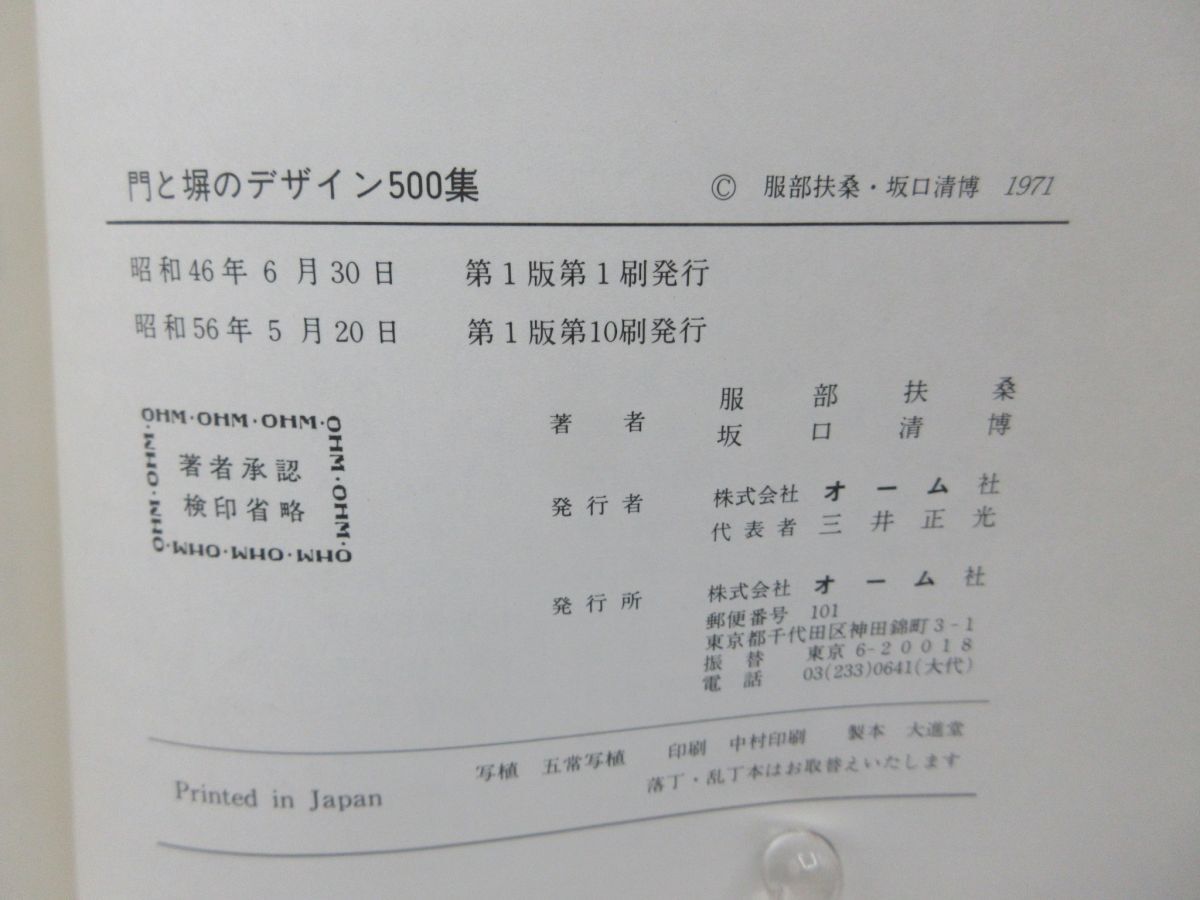 門と塀のデザイン500集 © 服部扶桑・坂口清博 1971
昭和46年 6 月30日 第1版第1刷発行
昭和56年 5 月20日 第1版第10刷発行
OHM・OHM・OHM・OHM・OHM・OHM・OHM・OHM・OHM・OHM
著者承認
検印省略
著者 服部扶桑
坂口清博
発行者 株式会社 オーム社
代表者 三井正光
発行所 株式会社 オーム社
郵便番号 101
東京都千代田区神田錦町3-1
振替 東京 6-20018
電話 03(233)0641(大代)
写植 五常写植 印刷 中村印刷 製本 大進堂
Printed in Japan 落丁・乱丁本はお取替えいたします